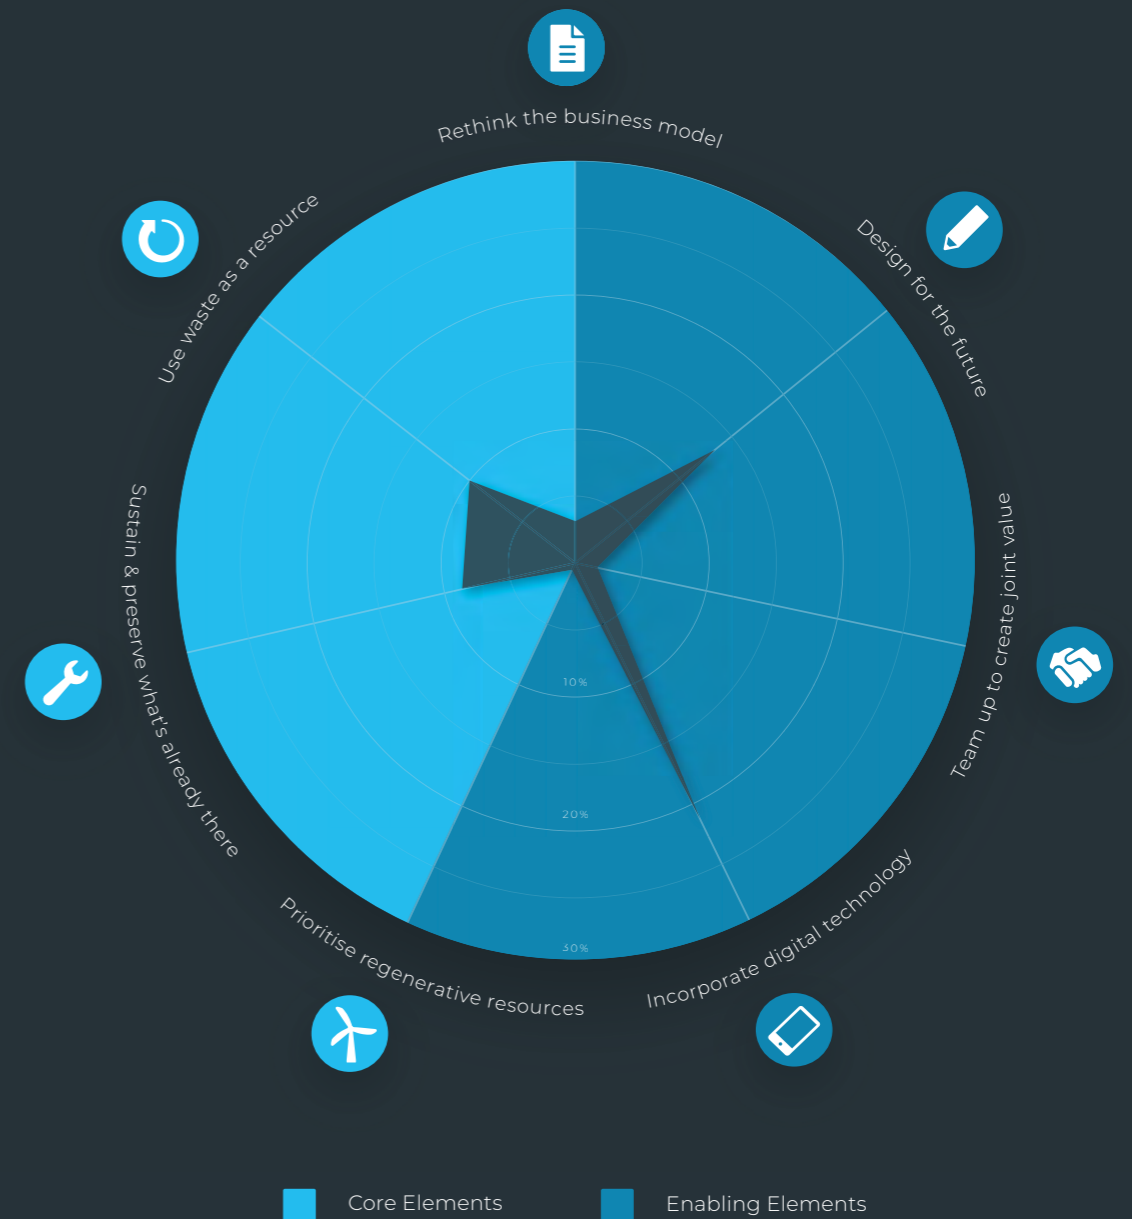 Rethink the business model
Design for the future
Team up to create joint value
Incorporate digital technology
Prioritise regenerative resources
Sustain & preserve what's already there
Use waste as a resource
10%
20%
30%
Core Elements
Enabling Elements